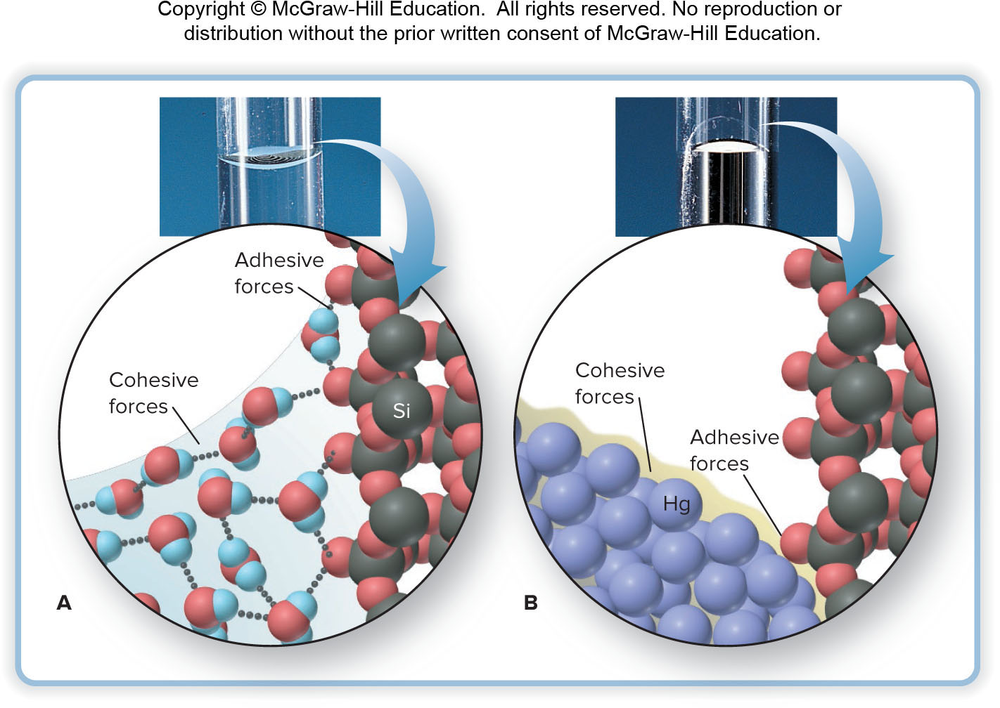 Copyright © McGraw-Hill Education.  All rights reserved. No reproduction or
distribution without the prior written consent of McGraw-Hill Education.
Adhesive
forces
Cohesive
forces
Si
A
Cohesive
forces
Adhesive
forces
Hg
B